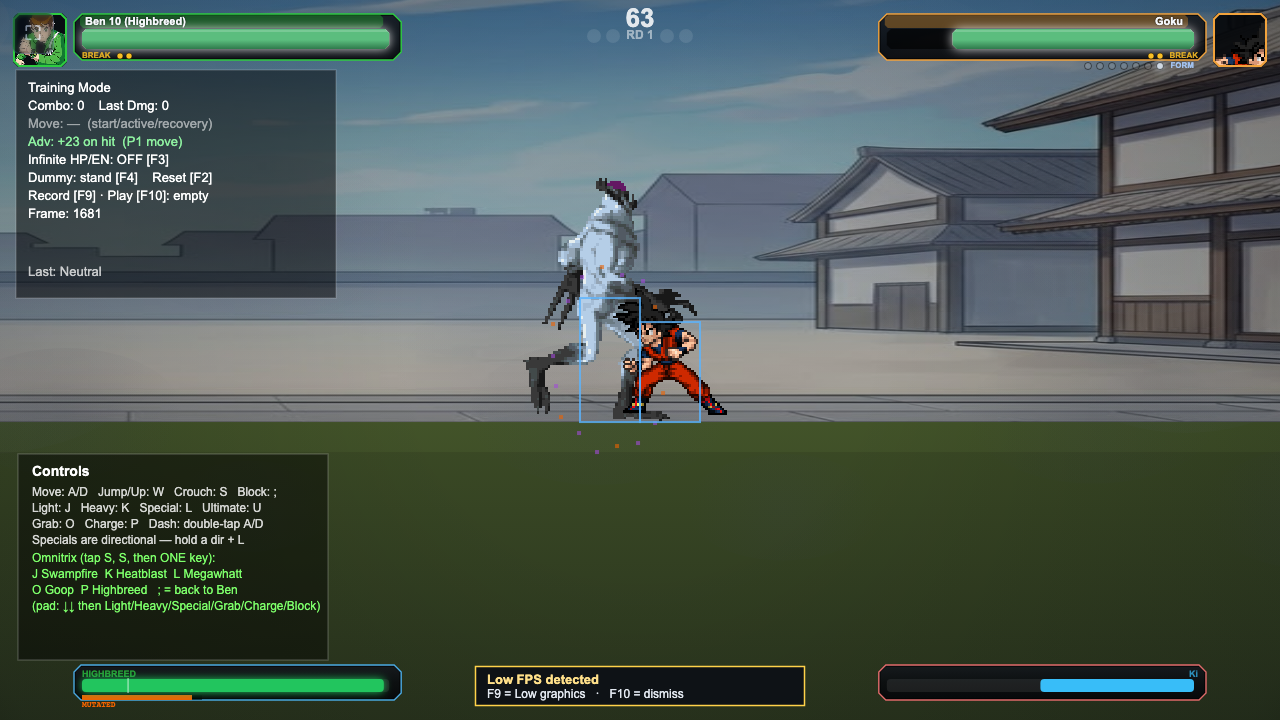 Ben 10 (Highbreed)
BREAK
63
RD 1
Goku
BREAK
FORM
Training Mode
Combo: 0    Last Dmg: 0
Move: —  (start/active/recovery)
Adv: +23 on hit  (P1 move)
Infinite HP/EN: OFF [F3]
Dummy: stand [F4]    Reset [F2]
Record [F9] · Play [F10]: empty
Frame: 1681
Last: Neutral
Controls
Move: A/D   Jump/Up: W   Crouch: S   Block: ;
Light: J   Heavy: K   Special: L   Ultimate: U
Grab: O   Charge: P   Dash: double-tap A/D
Specials are directional — hold a dir + L
Omnitrix (tap S, S, then ONE key):
J Swampfire  K Heatblast  L Megawhatt
O Goop  P Highbreed   ; = back to Ben
(pad: ↓↓ then Light/Heavy/Special/Grab/Charge/Block)
HIGHBREED
MUTATED
Low FPS detected
F9 = Low graphics   ·   F10 = dismiss
Ki